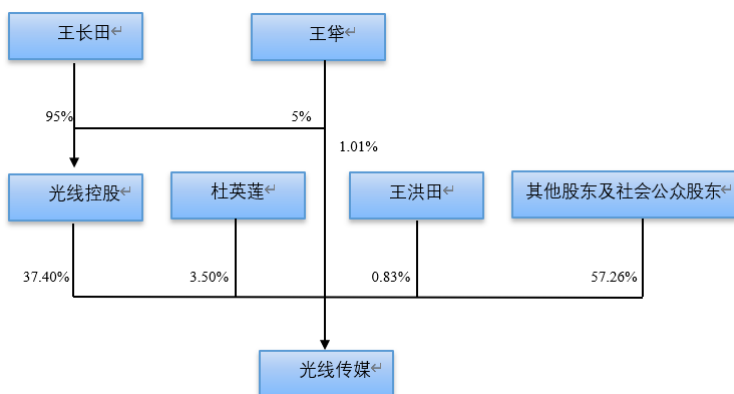 王长田
王牮
95%
5%
1.01%
光线控股
杜英莲
王洪田
其他股东及社会公众股东
37.40%
3.50%
0.83%
57.26%
光线传媒